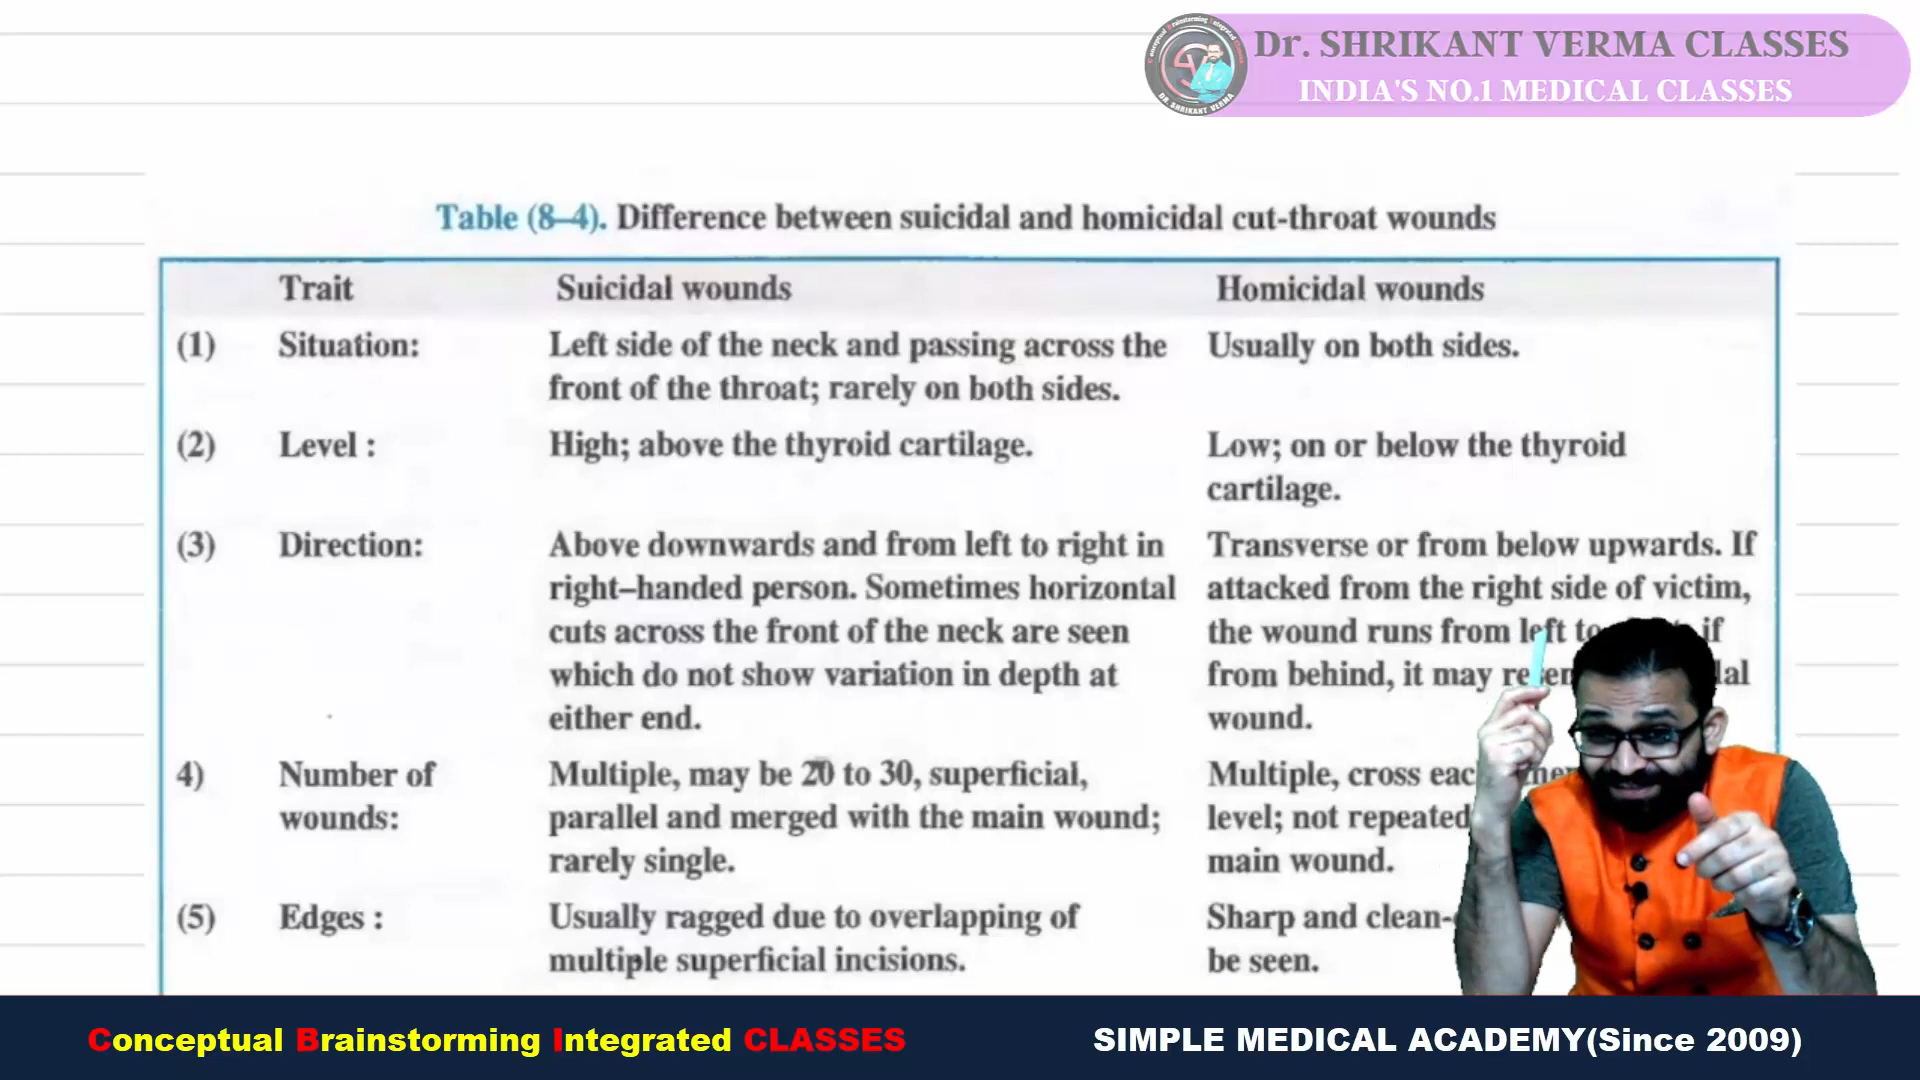 Dr. SHRIKANT VERMA CLASSES
INDIA'S NO.1 MEDICAL CLASSES
Table (8–4). Difference between suicidal and homicidal cut-throat wounds
Trait Suicidal wounds Homicidal wounds
(1) Situation: Left side of the neck and passing across the Usually on both sides.
front of the throat; rarely on both sides.
(2) Level : High; above the thyroid cartilage. Low; on or below the thyroid
cartilage.
(3) Direction: Above downwards and from left to right in Transverse or from below upwards. If
right–handed person. Sometimes horizontal attacked from the right side of victim,
cuts across the front of the neck are seen the wound runs from left to if
which do not show variation in depth at from behind, it may
either end. wound.
4) Number of Multiple, may be 20 to 30, superficial, Multiple, cross
wounds: parallel and merged with the main wound; level; not repeated
rarely single. main wound.
(5) Edges : Usually ragged due to overlapping of Sharp and clean-
multiple superficial incisions. be seen.
Conceptual Brainstorming Integrated CLASSES SIMPLE MEDICAL ACADEMY(Since 2009)